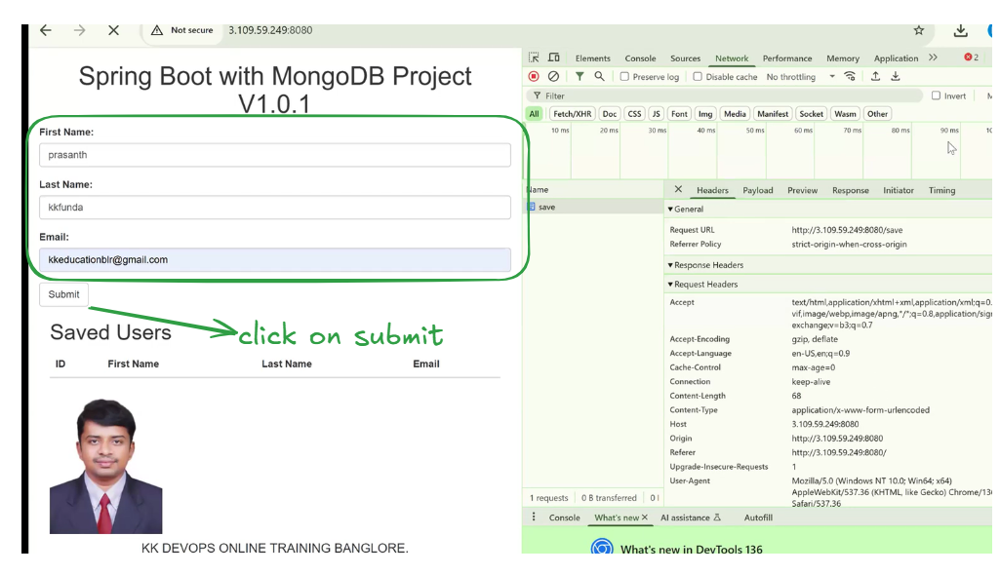 Not secure 3.109.59.249:8080
Spring Boot with MongoDB Project
V1.0.1
First Name:
prasanth
Last Name:
kkfunda
Email:
kkeducationblr@gmail.com
Submit
click on submit
Saved Users
ID First Name Last Name Email
KK DEVOPS ONLINE TRAINING BANGLORE.
Elements Console Sources Network Performance Memory Application 2
Preserve log Disable cache No throttling
Filter Invert
All Fetch/XHR Doc CSS JS Font Img Media Manifest Socket Wasm Other
10 ms 20 ms 30 ms 40 ms 50 ms 60 ms 70 ms 80 ms 90 ms
Name
save
Headers Payload Preview Response Initiator Timing
General
Request URL http://3.109.59.249:8080/save
Referrer Policy strict-origin-when-cross-origin
Response Headers
Request Headers
Accept text/html,application/xhtml+xml,application/xml;q=0.
vif,image/webp,image/apng,*/*;q=0.8,application/sig
exchange;v=b3;q=0.7
Accept-Encoding gzip, deflate
Accept-Language en-US,en;q=0.9
Cache-Control max-age=0
Connection keep-alive
Content-Length 68
Content-Type application/x-www-form-urlencoded
Host 3.109.59.249:8080
Origin http://3.109.59.249:8080
Referer http://3.109.59.249:8080/
Upgrade-Insecure-Requests 1
User-Agent Mozilla/5.0 (Windows NT 10.0; Win64; x64)
AppleWebKit/537.36 (KHTML, like Gecko) Chrome/136
Safari/537.36
1 requests 0 B transferred
Console What's new AI assistance Autofill
What's new in DevTools 136